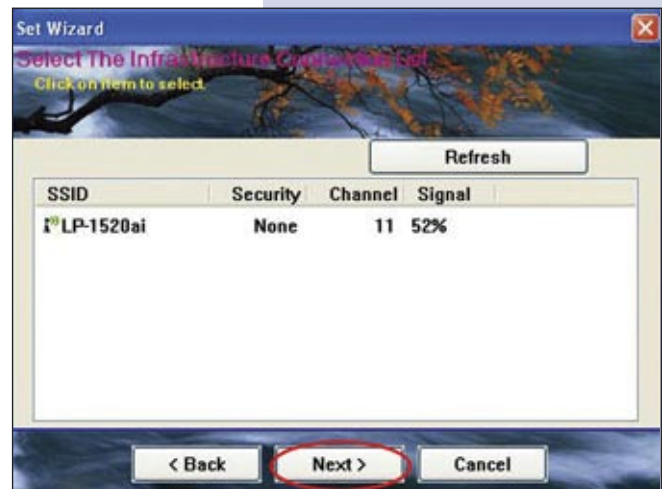 Set Wizard
Select The Infrastructure Connection List
Click on item to select.
Refresh
SSID Security Channel Signal
LP-1520ai None 11 52%
< Back Next > Cancel